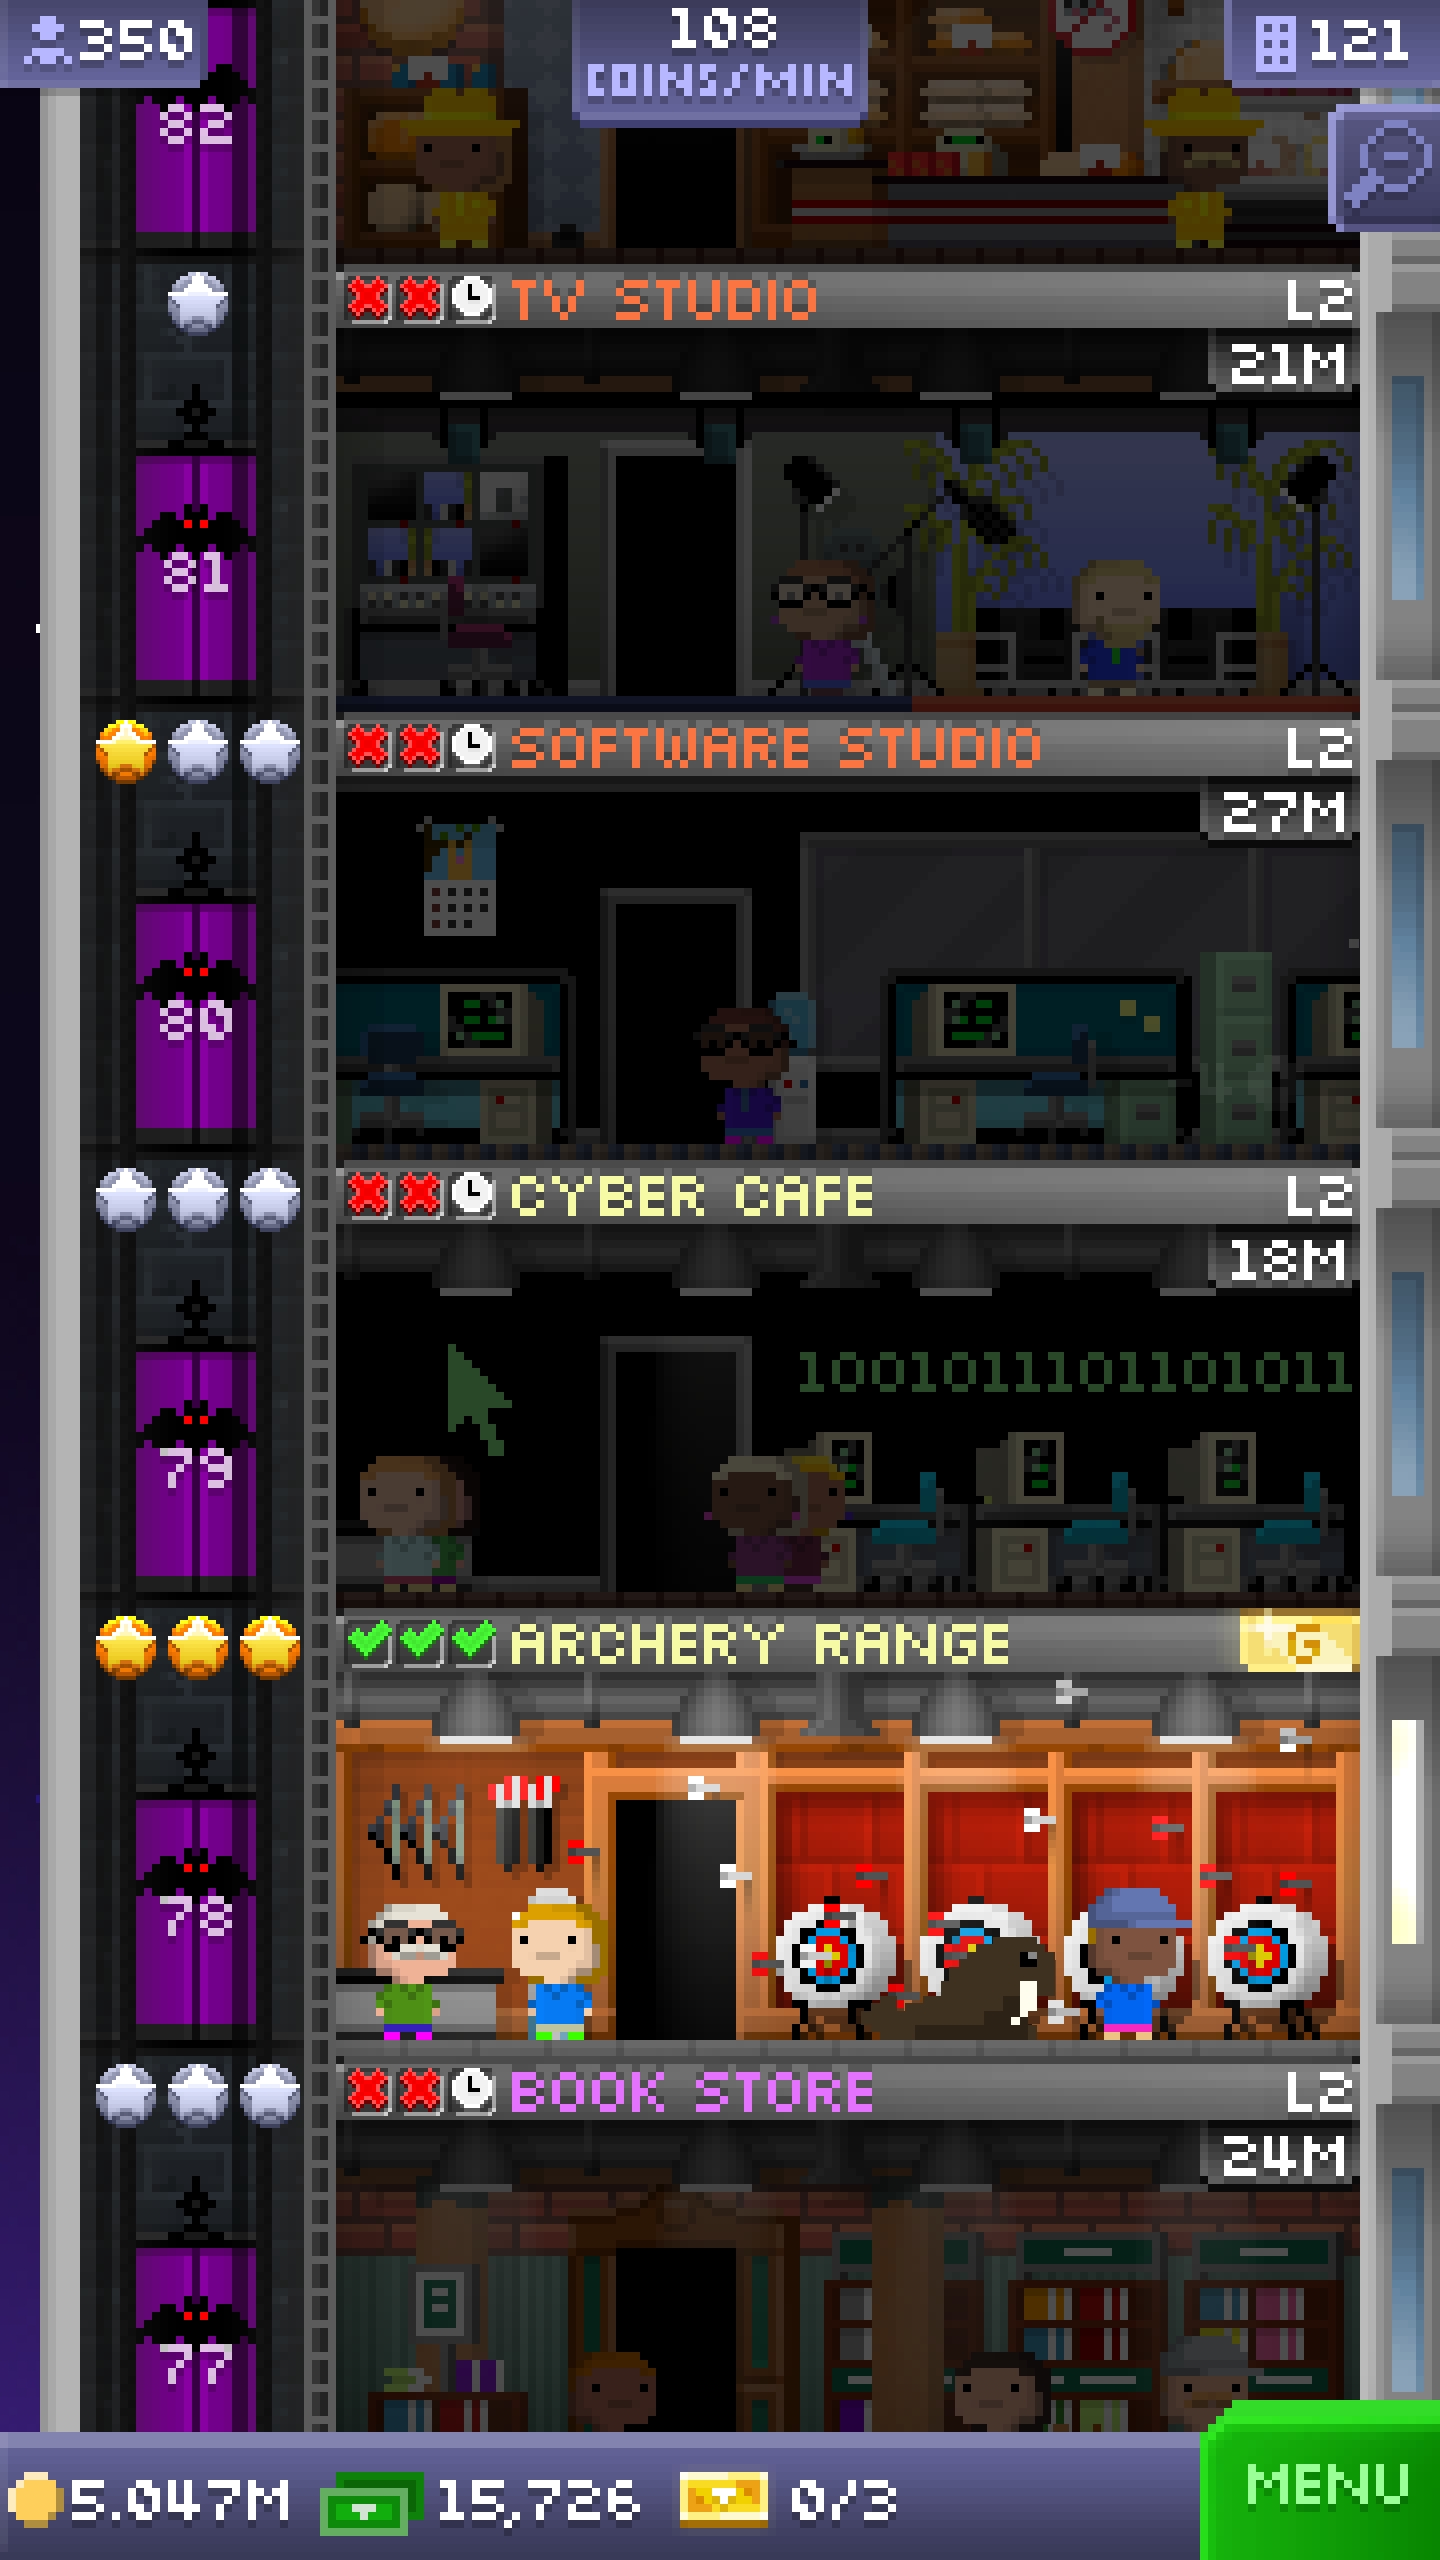 350
108
COINS/MIN
121
82
TV STUDIO
L2
21M
81
SOFTWARE STUDIO
L2
27M
80
CYBER CAFE
L2
18M
1001011101101011
79
ARCHERY RANGE
G
78
BOOK STORE
L2
24M
77
5.047M
15,726
0/3
MENU